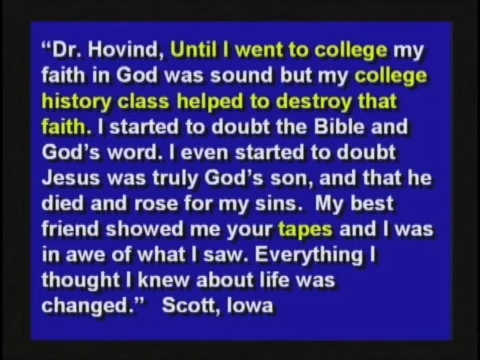 “Dr. Hovind, Until I went to college my
faith in God was sound but my college
history class helped to destroy that
faith. I started to doubt the Bible and
God’s word. I even started to doubt
Jesus was truly God’s son, and that he
died and rose for my sins.  My best
friend showed me your tapes and I was
in awe of what I saw. Everything I
thought I knew about life was
changed.”   Scott, Iowa